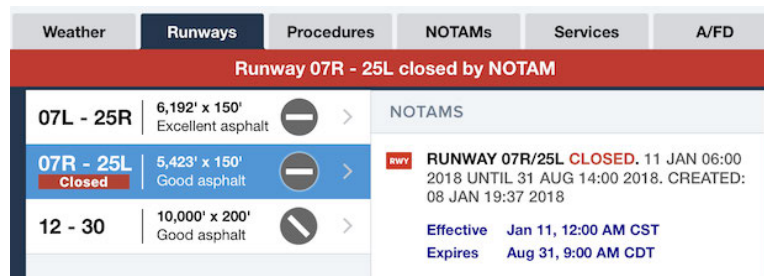 Weather Runways Procedures NOTAMs Services A/FD
Runway 07R - 25L closed by NOTAM
07L - 25R
6,192' x 150'
Excellent asphalt
07R - 25L
Closed
5,423' x 150'
Good asphalt
12 - 30
10,000' x 200'
Good asphalt
NOTAMS
RWY RUNWAY 07R/25L CLOSED. 11 JAN 06:00
2018 UNTIL 31 AUG 14:00 2018. CREATED:
08 JAN 19:37 2018
Effective Jan 11, 12:00 AM CST
Expires Aug 31, 9:00 AM CDT